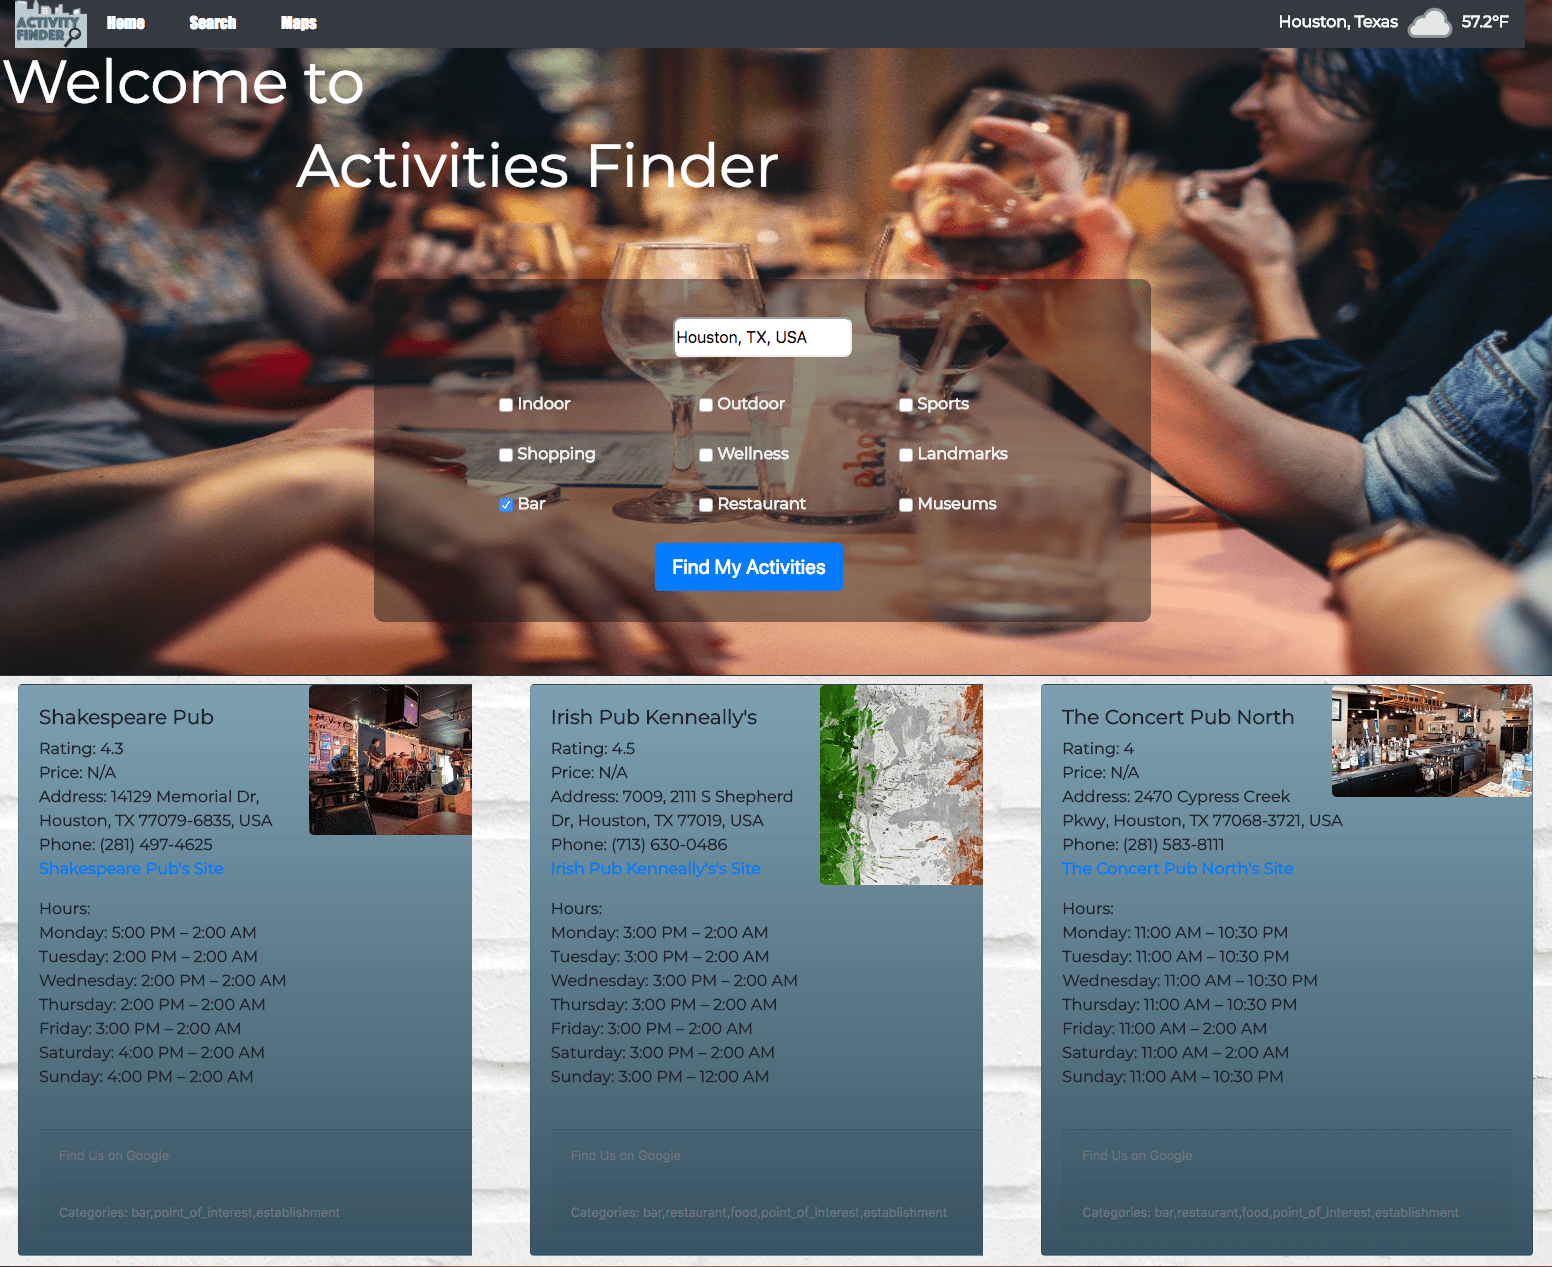 ACTIVITY
FINDER
Home
Search
Maps
Houston, Texas
57.2°F
Welcome to
Activities Finder
Houston, TX, USA
Indoor
Outdoor
Sports
Shopping
Wellness
Landmarks
Bar
Restaurant
Museums
Find My Activities
Shakespeare Pub
Rating: 4.3
Price: N/A
Address: 14129 Memorial Dr,
Houston, TX 77079-6835, USA
Phone: (281) 497-4625
Shakespeare Pub's Site
Hours:
Monday: 5:00 PM – 2:00 AM
Tuesday: 2:00 PM – 2:00 AM
Wednesday: 2:00 PM – 2:00 AM
Thursday: 2:00 PM – 2:00 AM
Friday: 3:00 PM – 2:00 AM
Saturday: 4:00 PM – 2:00 AM
Sunday: 4:00 PM – 2:00 AM
Find Us on Google
Categories: bar,point_of_interest,establishment
Irish Pub Kenneally's
Rating: 4.5
Price: N/A
Address: 7009, 2111 S Shepherd
Dr, Houston, TX 77019, USA
Phone: (713) 630-0486
Irish Pub Kenneally's's Site
Hours:
Monday: 3:00 PM – 2:00 AM
Tuesday: 3:00 PM – 2:00 AM
Wednesday: 3:00 PM – 2:00 AM
Thursday: 3:00 PM – 2:00 AM
Friday: 3:00 PM – 2:00 AM
Saturday: 3:00 PM – 2:00 AM
Sunday: 3:00 PM – 12:00 AM
Find Us on Google
Categories: bar,restaurant,food,point_of_interest,establishment
The Concert Pub North
Rating: 4
Price: N/A
Address: 2470 Cypress Creek
Pkwy, Houston, TX 77068-3721, USA
Phone: (281) 583-8111
The Concert Pub North's Site
Hours:
Monday: 11:00 AM – 10:30 PM
Tuesday: 11:00 AM – 10:30 PM
Wednesday: 11:00 AM – 10:30 PM
Thursday: 11:00 AM – 10:30 PM
Friday: 11:00 AM – 2:00 AM
Saturday: 11:00 AM – 2:00 AM
Sunday: 11:00 AM – 10:30 PM
Find Us on Google
Categories: bar,restaurant,food,point_of_interest,establishment